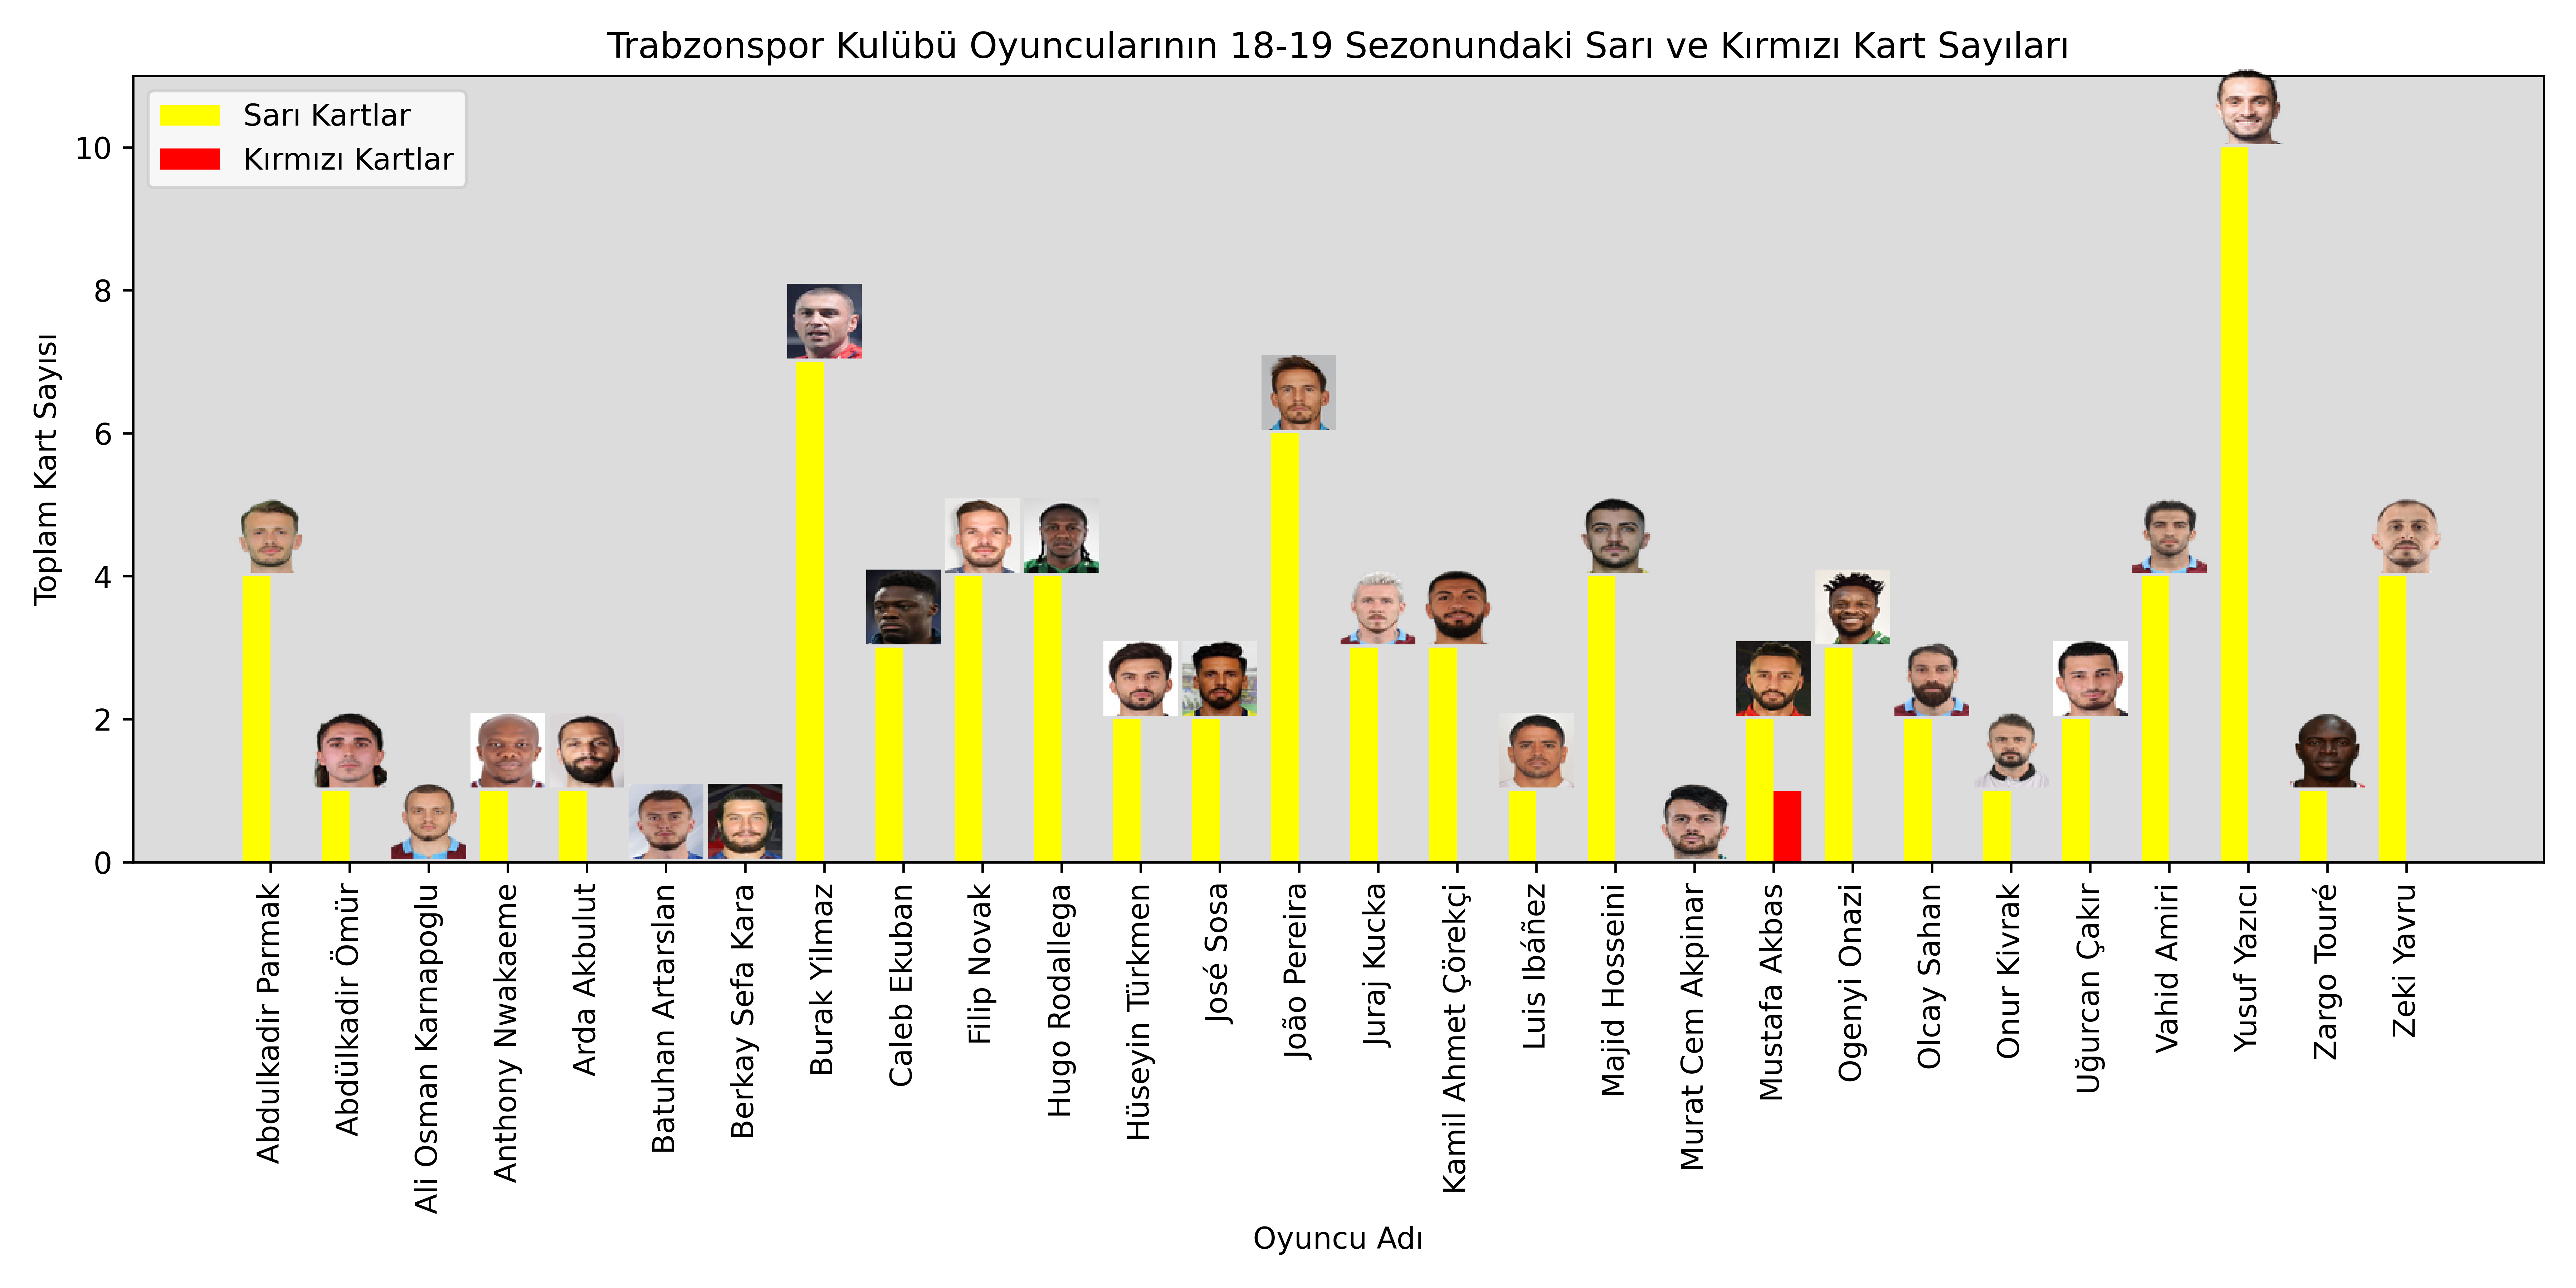 Trabzonspor Kulübü Oyuncularının 18-19 Sezonundaki Sarı ve Kırmızı Kart Sayıları
Sarı Kartlar
Kırmızı Kartlar
Toplam Kart Sayısı
10
8
6
4
2
0
Abdulkadir Parmak
Abdülkadir Ömür
Ali Osman Karnapoglu
Anthony Nwakaeme
Arda Akbulut
Batuhan Artarslan
Berkay Sefa Kara
Burak Yilmaz
Caleb Ekuban
Filip Novak
Hugo Rodallega
Hüseyin Türkmen
José Sosa
João Pereira
Juraj Kucka
Kamil Ahmet Çörekçi
Luis Ibáñez
Majid Hosseini
Murat Cem Akpinar
Mustafa Akbas
Ogenyi Onazi
Olcay Sahan
Onur Kivrak
Uğurcan Çakır
Vahid Amiri
Yusuf Yazıcı
Zargo Touré
Zeki Yavru
Oyuncu Adı